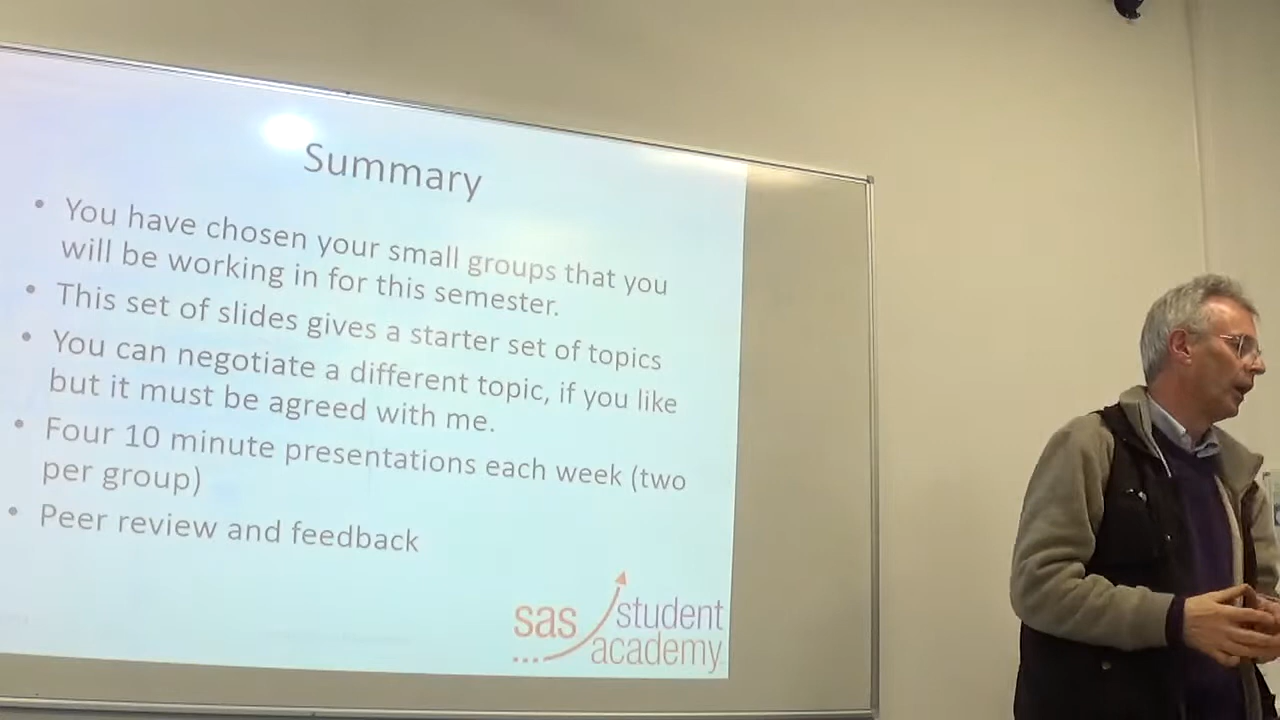 Summary
• You have chosen your small groups that you
will be working in for this semester.
• This set of slides gives a starter set of topics
• You can negotiate a different topic, if you like
but it must be agreed with me.
• Four 10 minute presentations each week (two
per group)
• Peer review and feedback
sas student
academy